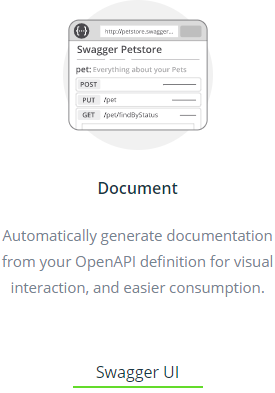 http://petstore.swagger...
Swagger Petstore
pet: Everything about your Pets
POST
PUT /pet
GET /pet/findByStatus
Document
Automatically generate documentation
from your OpenAPI definition for visual
interaction, and easier consumption.
Swagger UI